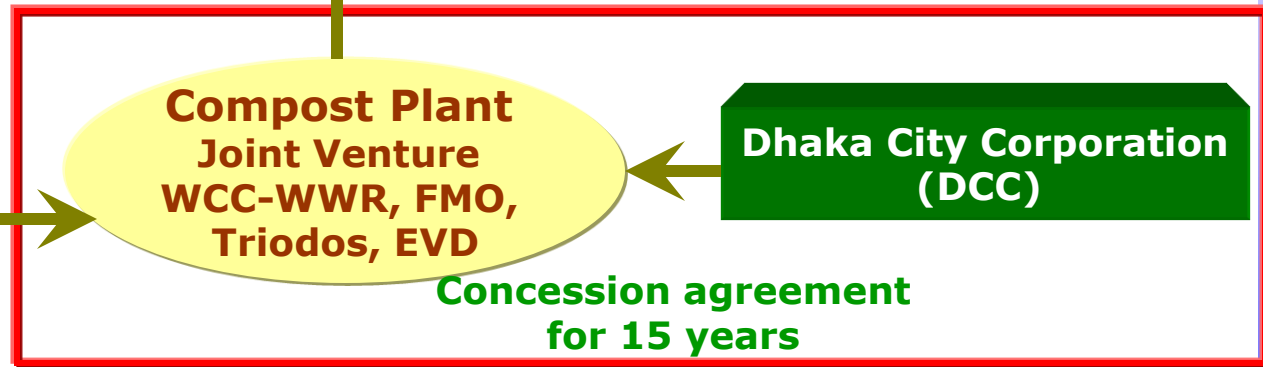 Compost Plant
Joint Venture
WCC-WWR, FMO,
Triodos, EVD
Dhaka City Corporation
(DCC)
Concession agreement
for 15 years